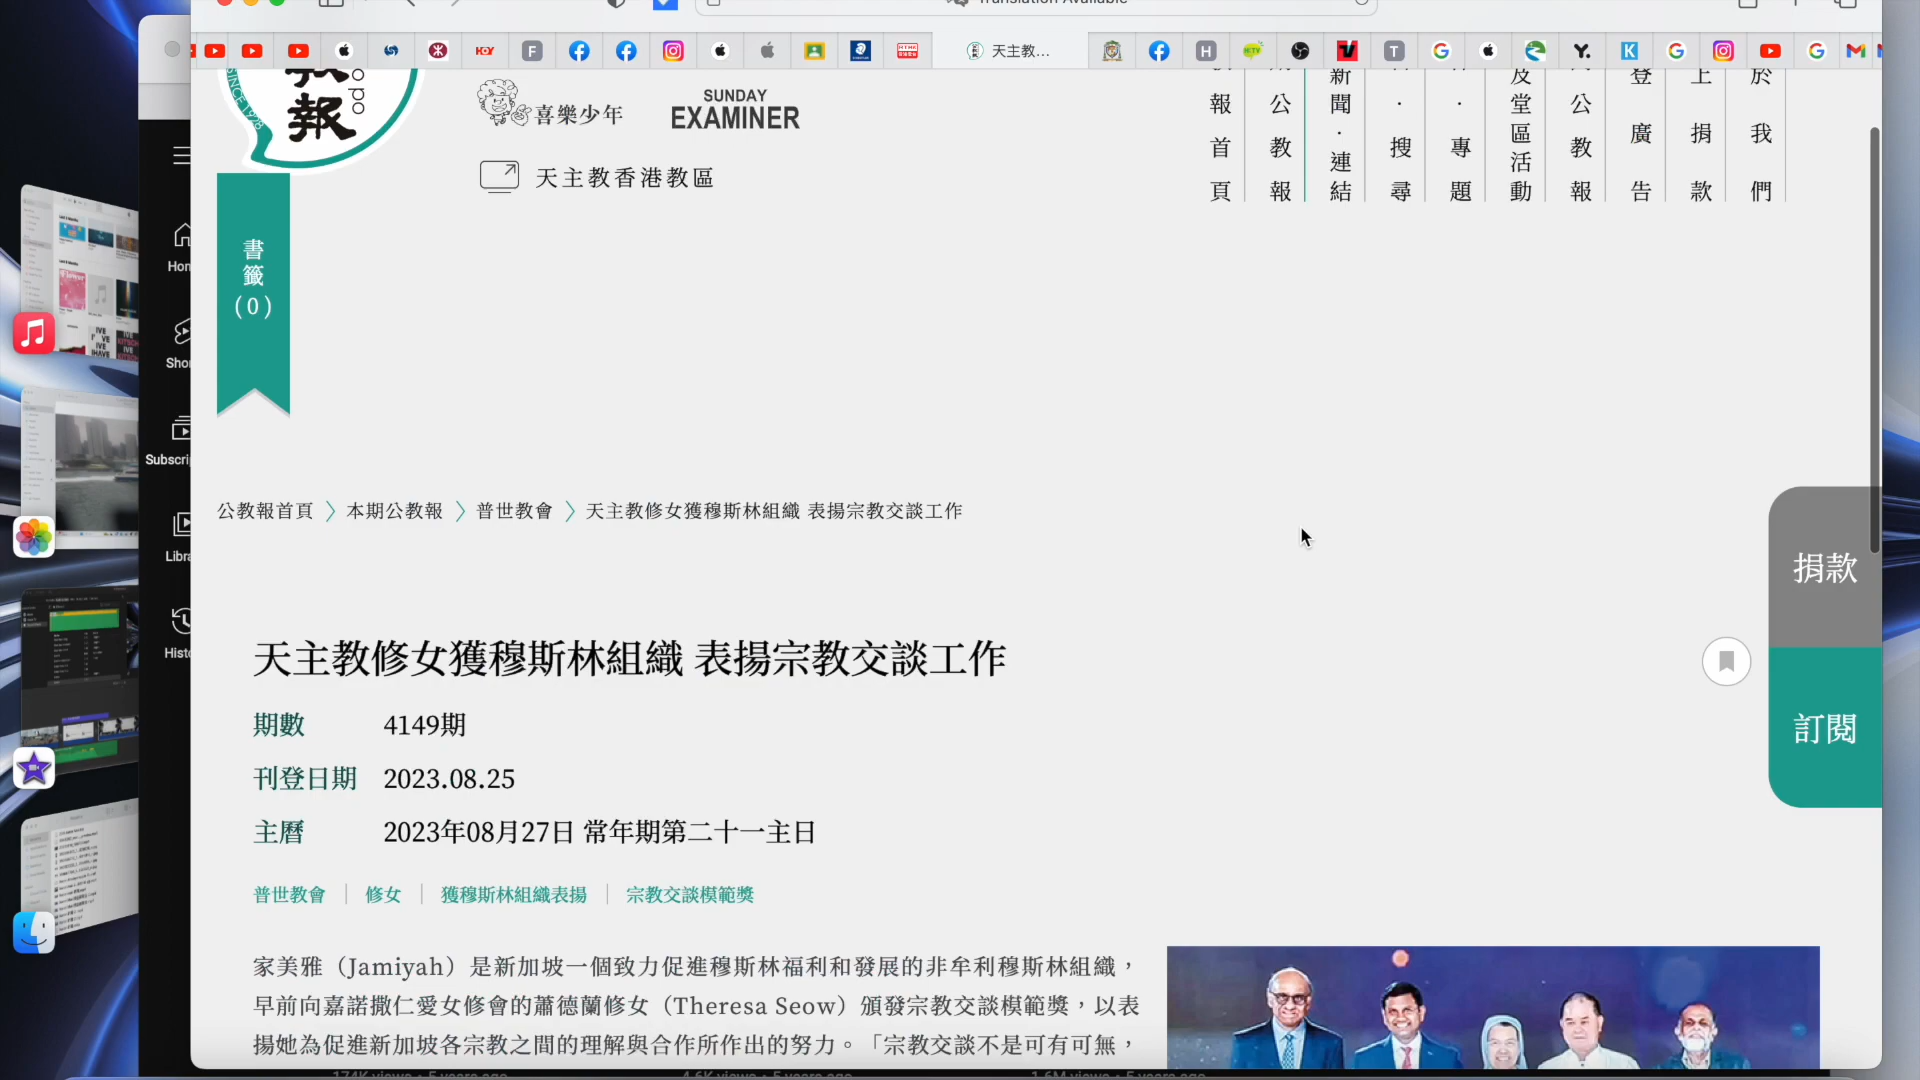 Translation Available
天主教...
SINCE 1928
教
報
喜樂少年
SUNDAY
EXAMINER
天主教香港教區
報首頁
公教報
新聞·連結
·搜尋
·專題
及堂區活動
公教報
登廣告
上捐款
於我們
書籤
(0)
Subscri
公教報首頁 > 本期公教報 > 普世教會 > 天主教修女獲穆斯林組織 表揚宗教交談工作
天主教修女獲穆斯林組織 表揚宗教交談工作
期數 4149期
刊登日期 2023.08.25
主曆 2023年08月27日 常年期第二十一主日
普世教會 | 修女 | 獲穆斯林組織表揚 | 宗教交談模範獎
捐款
訂閱
家美雅（Jamiyah）是新加坡一個致力促進穆斯林福利和發展的非牟利穆斯林組織，
早前向嘉諾撒仁愛女修會的蕭德蘭修女（Theresa Seow）頒發宗教交談模範獎，以表
揚她為促進新加坡各宗教之間的理解與合作所作出的努力。「宗教交談不是可有可無，